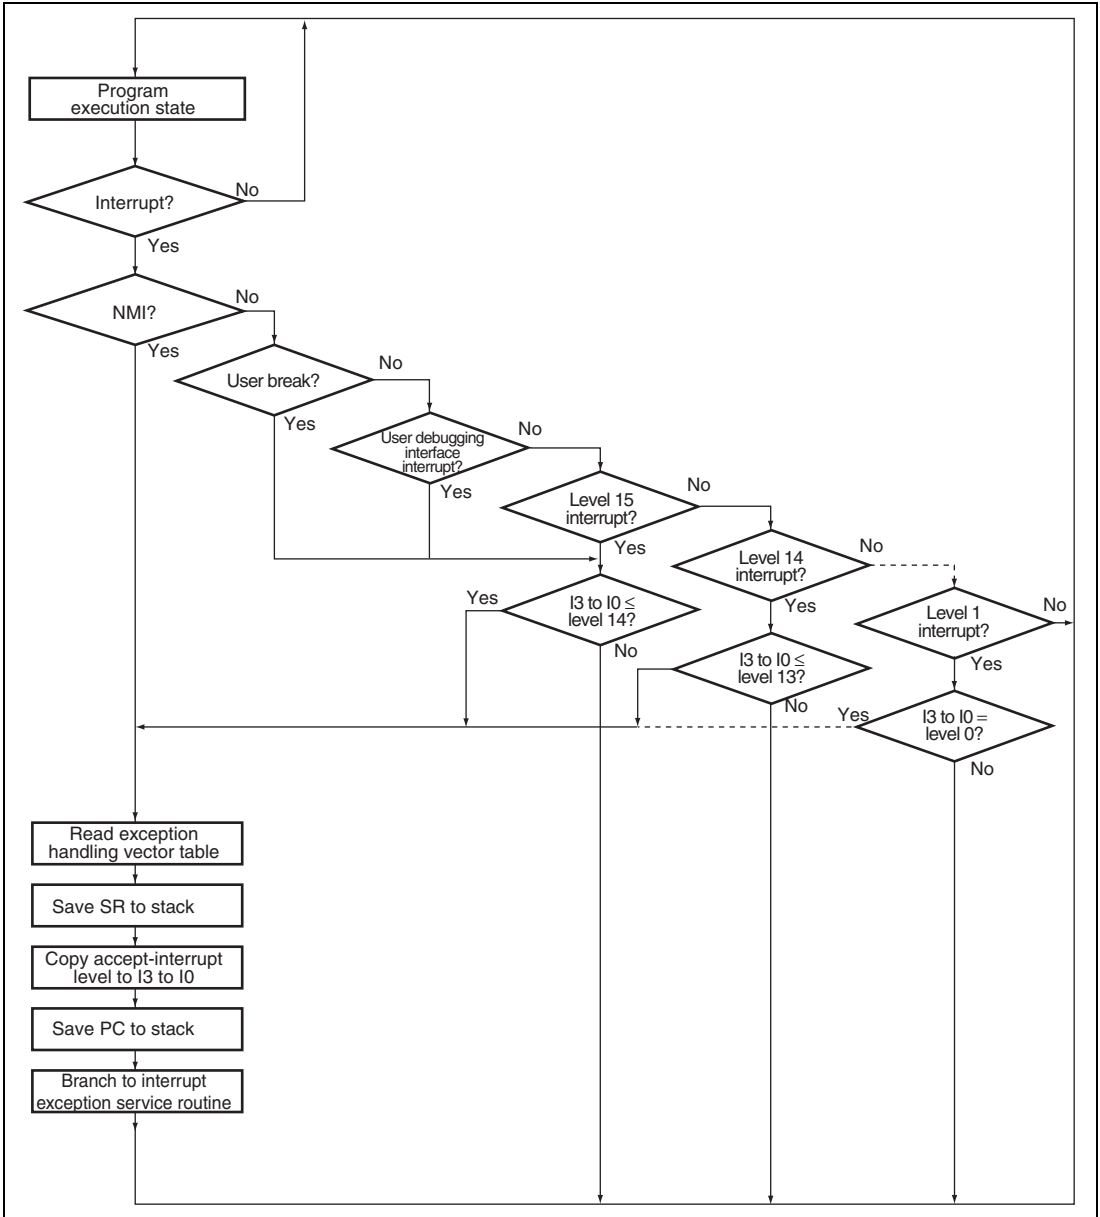 Program
execution state
Interrupt?
No
Yes
NMI?
No
Yes
User break?
No
Yes
User debugging
interface
interrupt?
No
Yes
Level 15
interrupt?
No
Yes
Level 14
interrupt?
No
Yes
Level 1
interrupt?
No
Yes
I3 to I0 ≤
level 14?
Yes
No
I3 to I0 ≤
level 13?
No
I3 to I0 =
level 0?
Yes
No
Read exception
handling vector table
Save SR to stack
Copy accept-interrupt
level to I3 to I0
Save PC to stack
Branch to interrupt
exception service routine